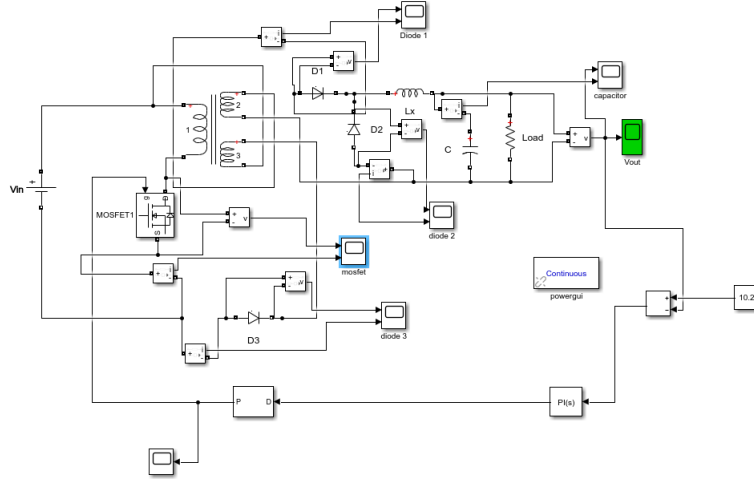 Diode 1
D1
Lx
capacitor
1
2
3
D2
C
Load
Vout
Vin
MOSFET1
g
D
S
v
diode 2
mosfet
Continuous
powergui
10.2
D3
diode 3
P
D
PI(s)